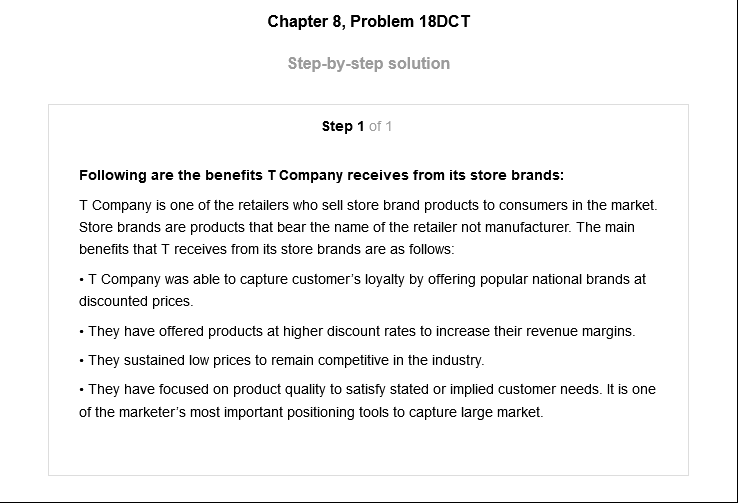 Chapter 8, Problem 18DCT
Step-by-step solution
Step 1 of 1
Following are the benefits T Company receives from its store brands:
T Company is one of the retailers who sell store brand products to consumers in the market.
Store brands are products that bear the name of the retailer not manufacturer. The main
benefits that T receives from its store brands are as follows:
• T Company was able to capture customer's loyalty by offering popular national brands at
discounted prices.
• They have offered products at higher discount rates to increase their revenue margins.
• They sustained low prices to remain competitive in the industry.
• They have focused on product quality to satisfy stated or implied customer needs. It is one
of the marketer's most important positioning tools to capture large market.